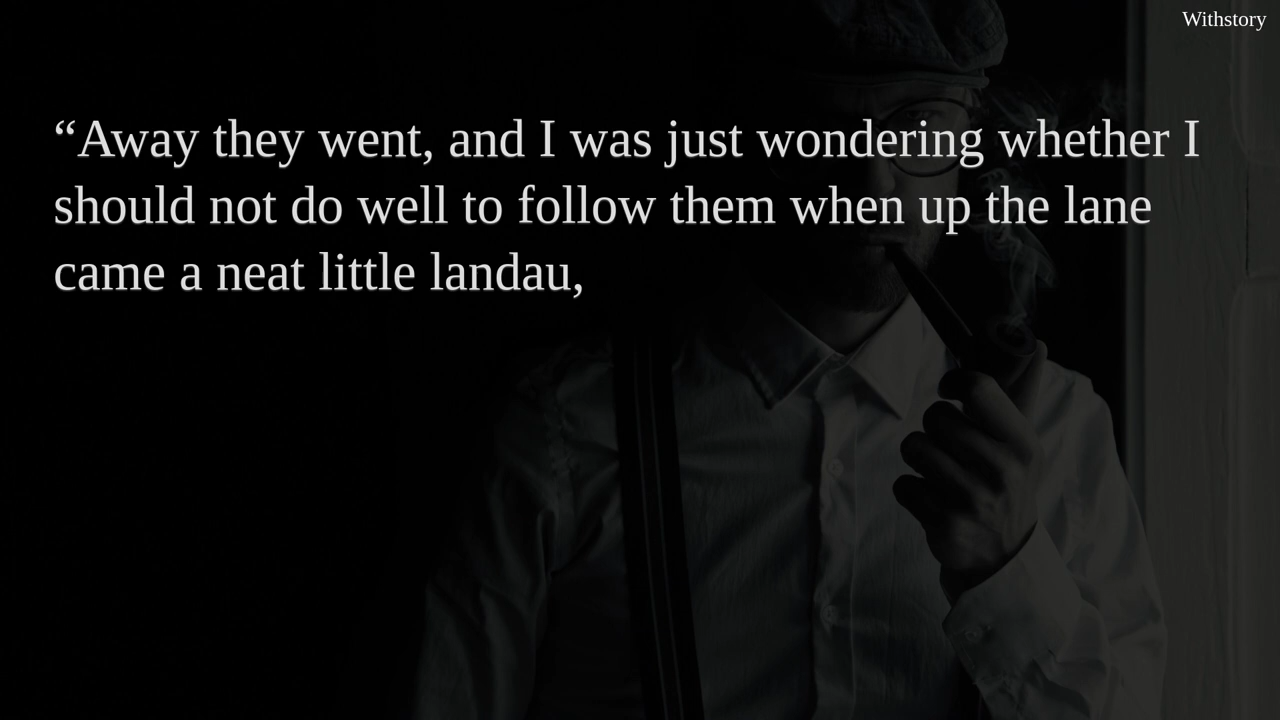 Withstory
“Away they went, and I was just wondering whether I
should not do well to follow them when up the lane
came a neat little landau,